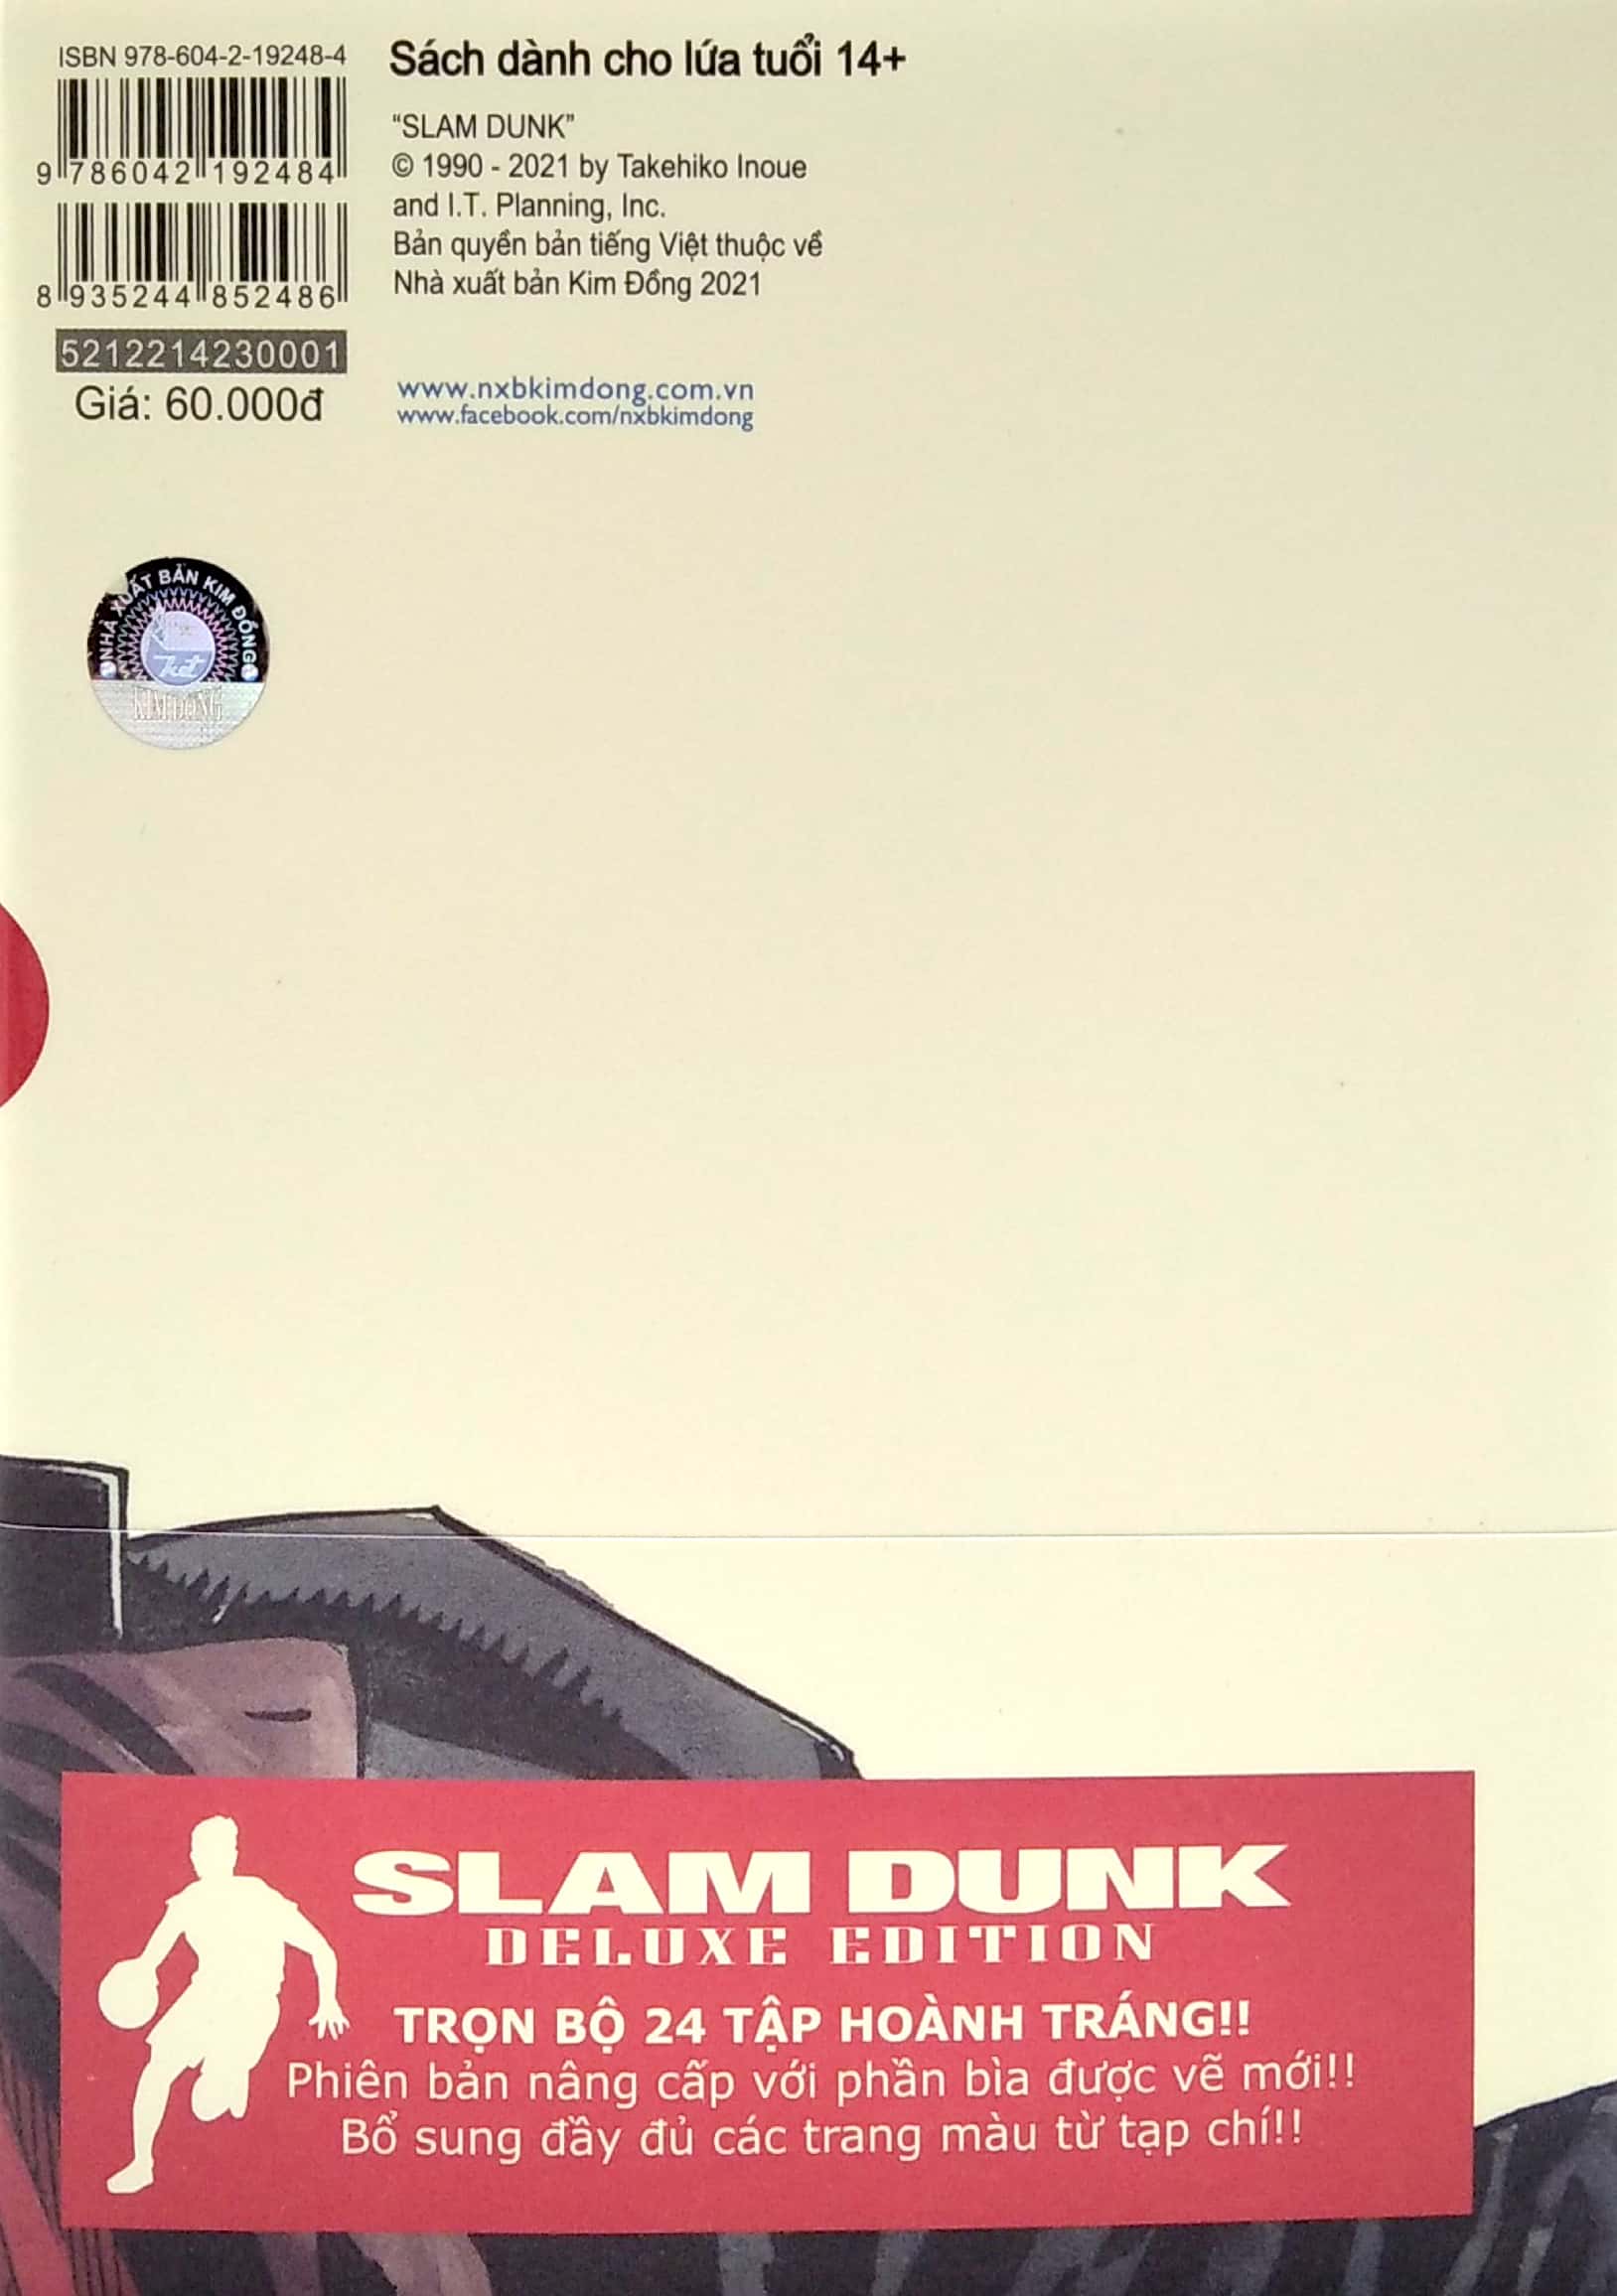 ISBN 978-604-2-19248-4
9 786042 192484
8 935244 852486
5212214230001
Giá: 60.000đ
Sách dành cho lứa tuổi 14+
“SLAM DUNK”
© 1990 - 2021 by Takehiko Inoue
and I.T. Planning, Inc.
Bản quyền bản tiếng Việt thuộc về
Nhà xuất bản Kim Đồng 2021
www.nxbkimdong.com.vn
www.facebook.com/nxbkimdong
NHÀ XUẤT BẢN KIM ĐỒNG
KIM ĐỒNG
SLAM DUNK
DELUXE EDITION
TRỌN BỘ 24 TẬP HOÀNH TRÁNG!!
Phiên bản nâng cấp với phần bìa được vẽ mới!!
Bổ sung đầy đủ các trang màu từ tạp chí!!